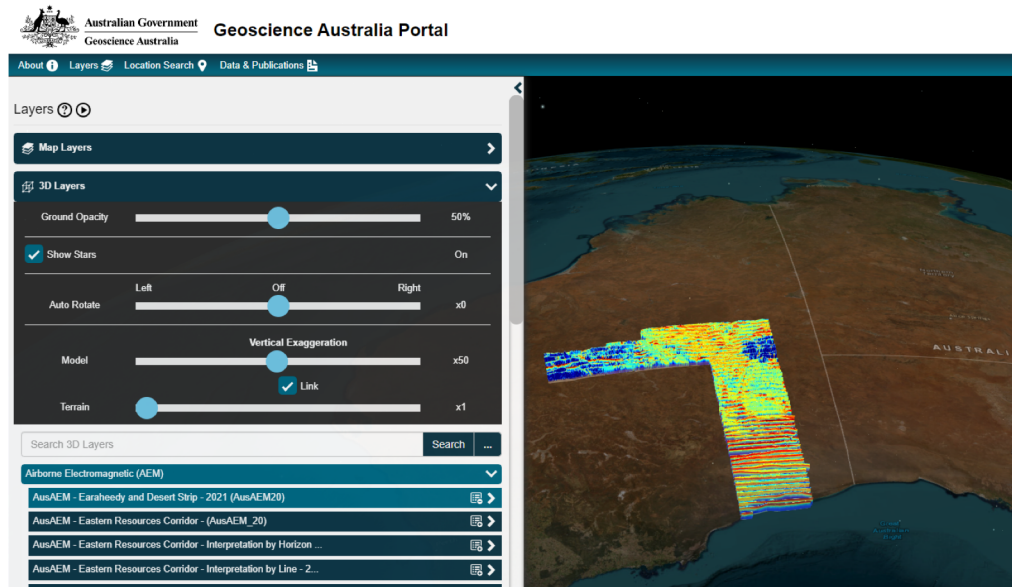 Australian Government
Geoscience Australia
Geoscience Australia Portal
About Layers Location Search Data & Publications
Layers
Map Layers
3D Layers
Ground Opacity 50%
Show Stars On
Left Off Right
Auto Rotate x0
Vertical Exaggeration
Model x50
Link
Terrain x1
Search 3D Layers Search ...
Airborne Electromagnetic (AEM)
AusAEM - Earaheedy and Desert Strip - 2021 (AusAEM20)
AusAEM - Eastern Resources Corridor - (AusAEM_20)
AusAEM - Eastern Resources Corridor - Interpretation by Horizon ...
AusAEM - Eastern Resources Corridor - Interpretation by Line - 2...
AUSTRALI